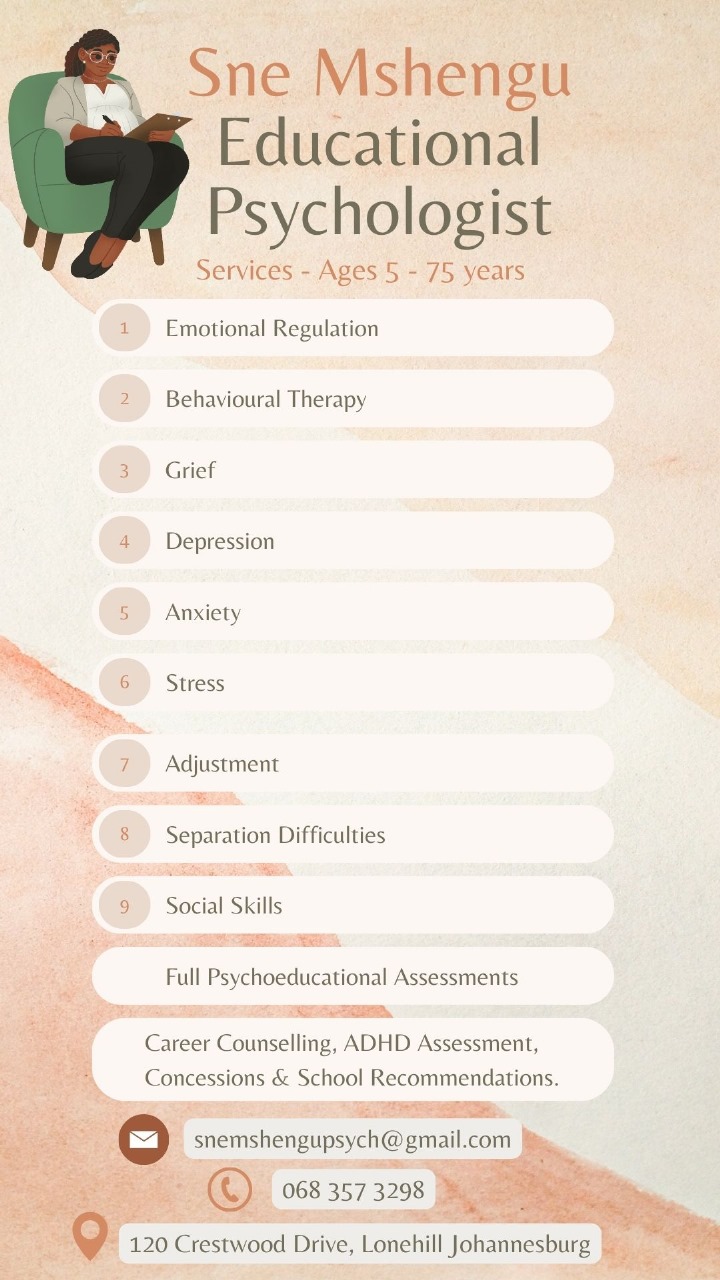 Sne Mshengu
Educational
Psychologist
Services - Ages 5 - 75 years
1 Emotional Regulation
2 Behavioural Therapy
3 Grief
4 Depression
5 Anxiety
6 Stress
7 Adjustment
8 Separation Difficulties
9 Social Skills
Full Psychoeducational Assessments
Career Counselling, ADHD Assessment,
Concessions & School Recommendations.
snemshengupsych@gmail.com
068 357 3298
120 Crestwood Drive, Lonehill Johannesburg